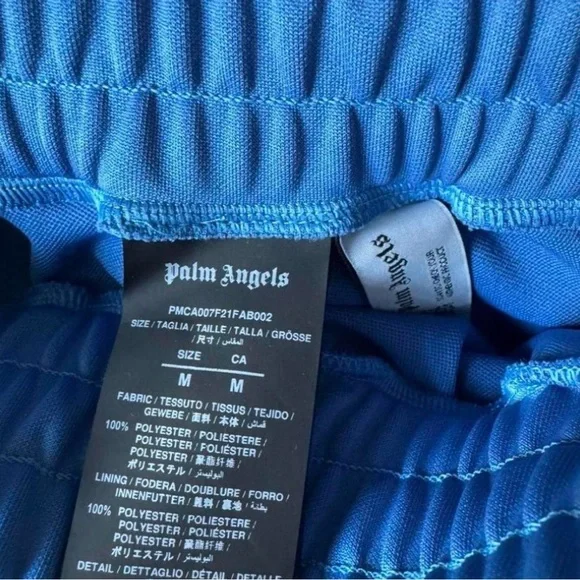 Palm Angels
PMCA007F21FAB002
SIZE / TAGLIA / TAILLE / TALLA / GRÖSSE
/ 尺寸 / المقاس
SIZE CA
M M
FABRIC / TESSUTO / TISSUS / TEJIDO /
GEWEBE / 面料 / 本体 / قماش
100% POLYESTER / POLIESTERE /
POLYESTER / POLIÉSTER /
POLYESTER / 聚酯纤维 /
ポリエステル / البوليستر
LINING / FODERA / DOUBLURE / FORRO /
INNENFUTTER / 裏料 / 裏地 / بطانة
100% POLYESTER / POLIESTERE /
POLYESTER / POLIÉSTER /
POLYESTER / 聚酯纤维 /
ポリエステル / البوليستر
DETAIL / DETTAGLIO / DÉTAIL / DETALLE
Palm Angels